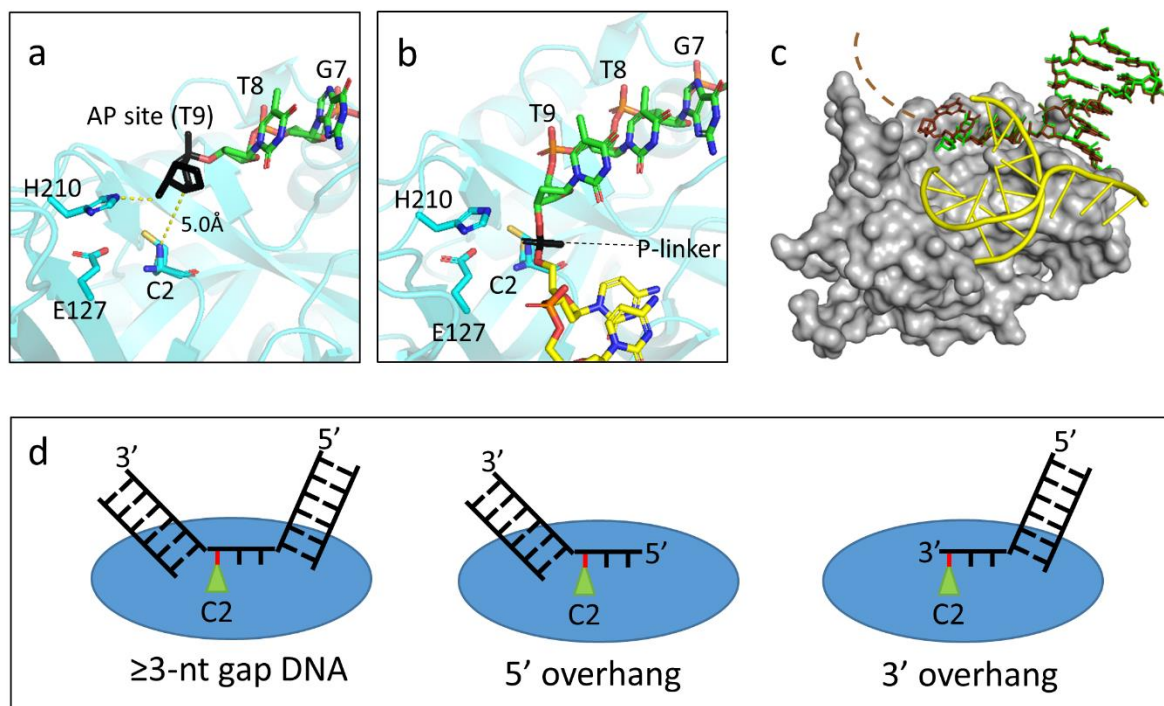 a
AP site (T9)
T8
G7
H210
5.0Å
C2
E127
b
T9
T8
G7
H210
C2
P-linker
E127
c
d
3’
5’
C2
≥3-nt gap DNA
3’
5’
C2
5’ overhang
5’
3’
C2
3’ overhang